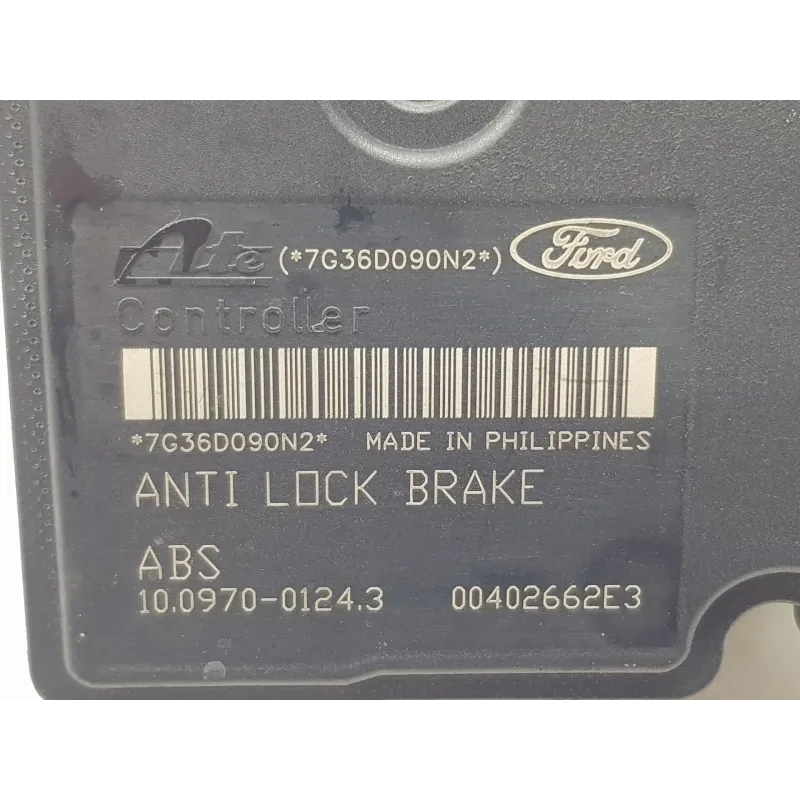 Ate (*7G36D090N2*) Ford
Controller
*7G36D090N2* MADE IN PHILIPPINES
ANTI LOCK BRAKE
ABS
10.0970-0124.3 00402662E3